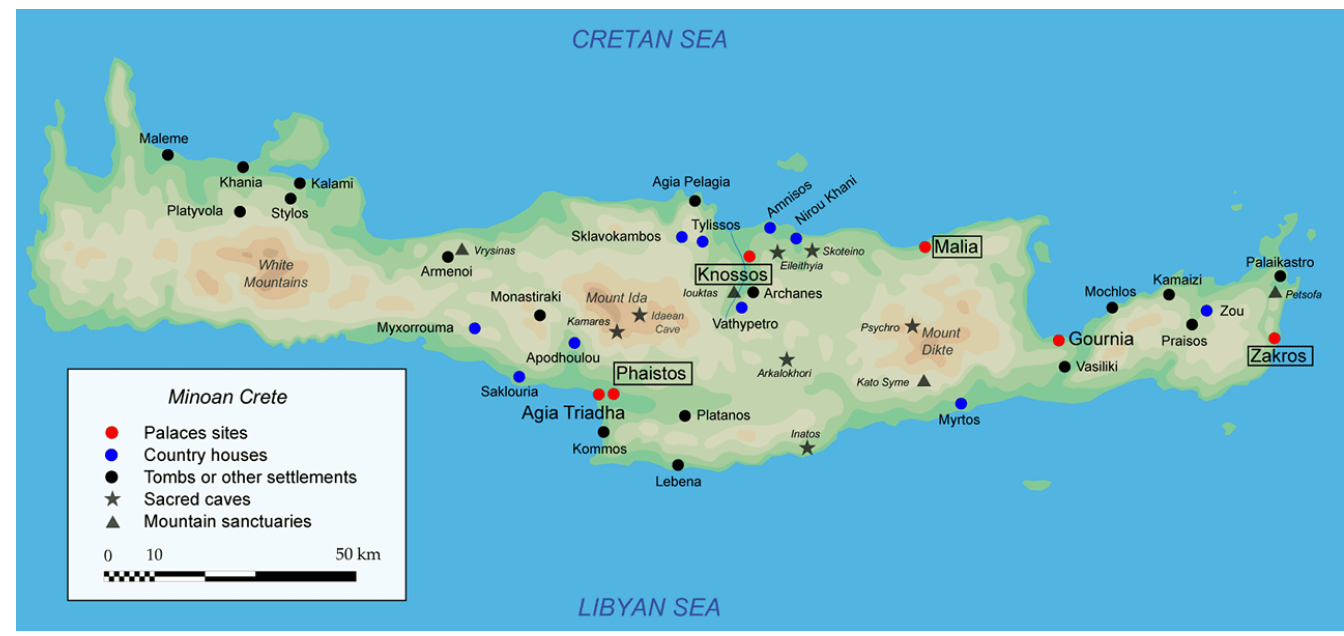 CRETAN SEA
Maleme
Khania
Kalami
Platyvola
Stylos
White
Mountains
Vrysinas
Armenoi
Agia Pelagia
Amnisos
Nirou Khani
Tylissos
Sklavokambos
Skoteino
Eileithyia
Knossos
Malia
Iouktas
Archanes
Vathypetro
Monastiraki
Mount Ida
Idaean
Cave
Kamares
Myxorrouma
Apodhoulou
Psychro
Mount
Dikte
Palaikastro
Kamaizi
Mochlos
Petsofa
Zou
Praisos
Gournia
Zakros
Vasiliki
Arkalokhori
Kato Syme
Phaistos
Saklouria
Agia Triadha
Platanos
Myrtos
Inatos
Kommos
Lebena
Minoan Crete
Palaces sites
Country houses
Tombs or other settlements
Sacred caves
Mountain sanctuaries
0 10 50 km
LIBYAN SEA